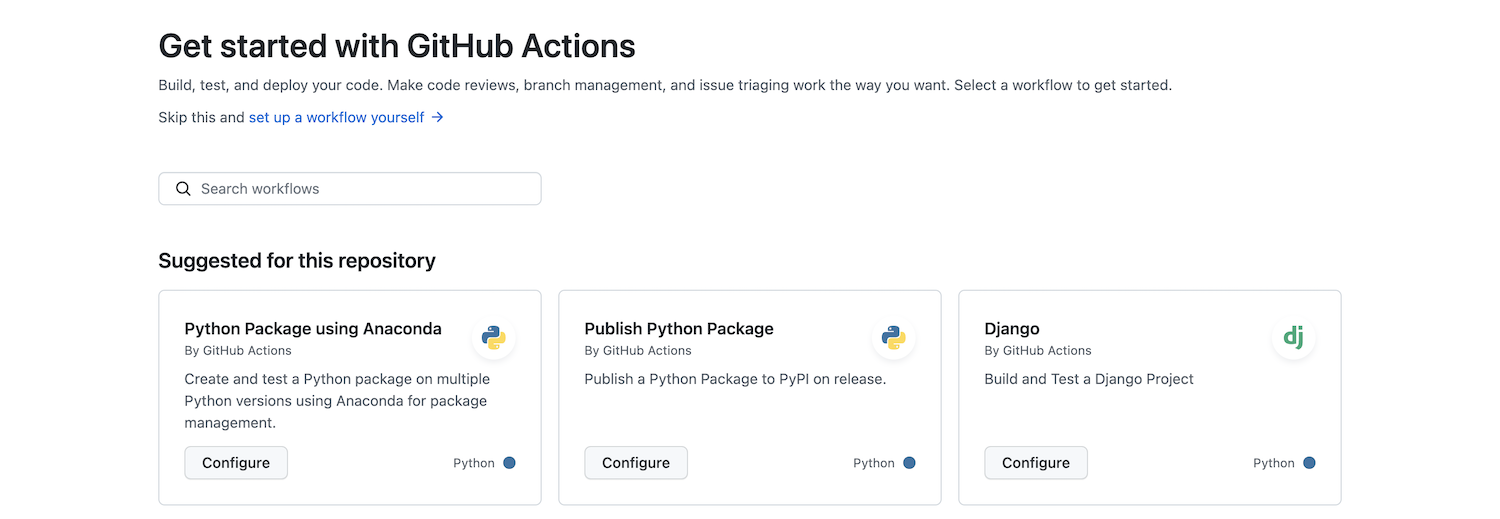 Get started with GitHub Actions
Build, test, and deploy your code. Make code reviews, branch management, and issue triaging work the way you want. Select a workflow to get started.
Skip this and set up a workflow yourself →
Search workflows
Suggested for this repository
Python Package using Anaconda
By GitHub Actions
Create and test a Python package on multiple
Python versions using Anaconda for package
management.
Configure
Python
Publish Python Package
By GitHub Actions
Publish a Python Package to PyPI on release.
Configure
Python
Django
dj
By GitHub Actions
Build and Test a Django Project
Configure
Python